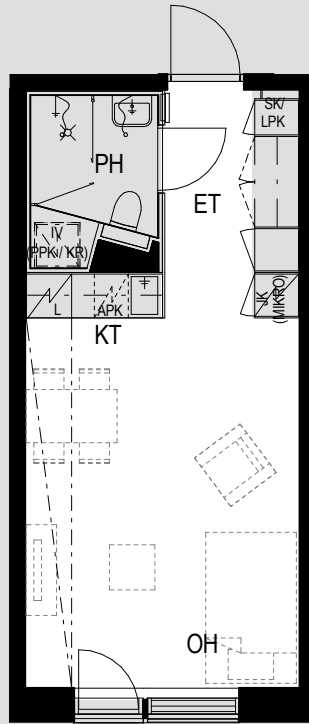 SK/
LPK
PH
ET
IV
(PPK / KR)
L
APK
JK
(MIKRO)
KT
OH